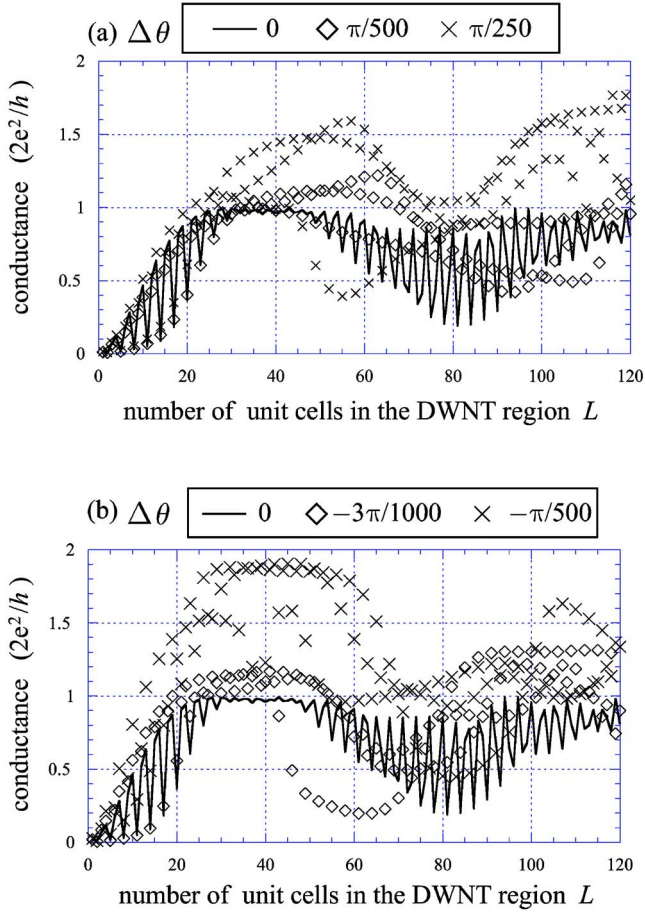 (a) Δθ — 0 ◇ π/500 × π/250
2
1.5
1
0.5
0
conductance (2e²/h)
0 20 40 60 80 100 120
number of unit cells in the DWNT region L
(b) Δθ — 0 ◇ −3π/1000 × −π/500
2
1.5
1
0.5
0
conductance (2e²/h)
0 20 40 60 80 100 120
number of unit cells in the DWNT region L